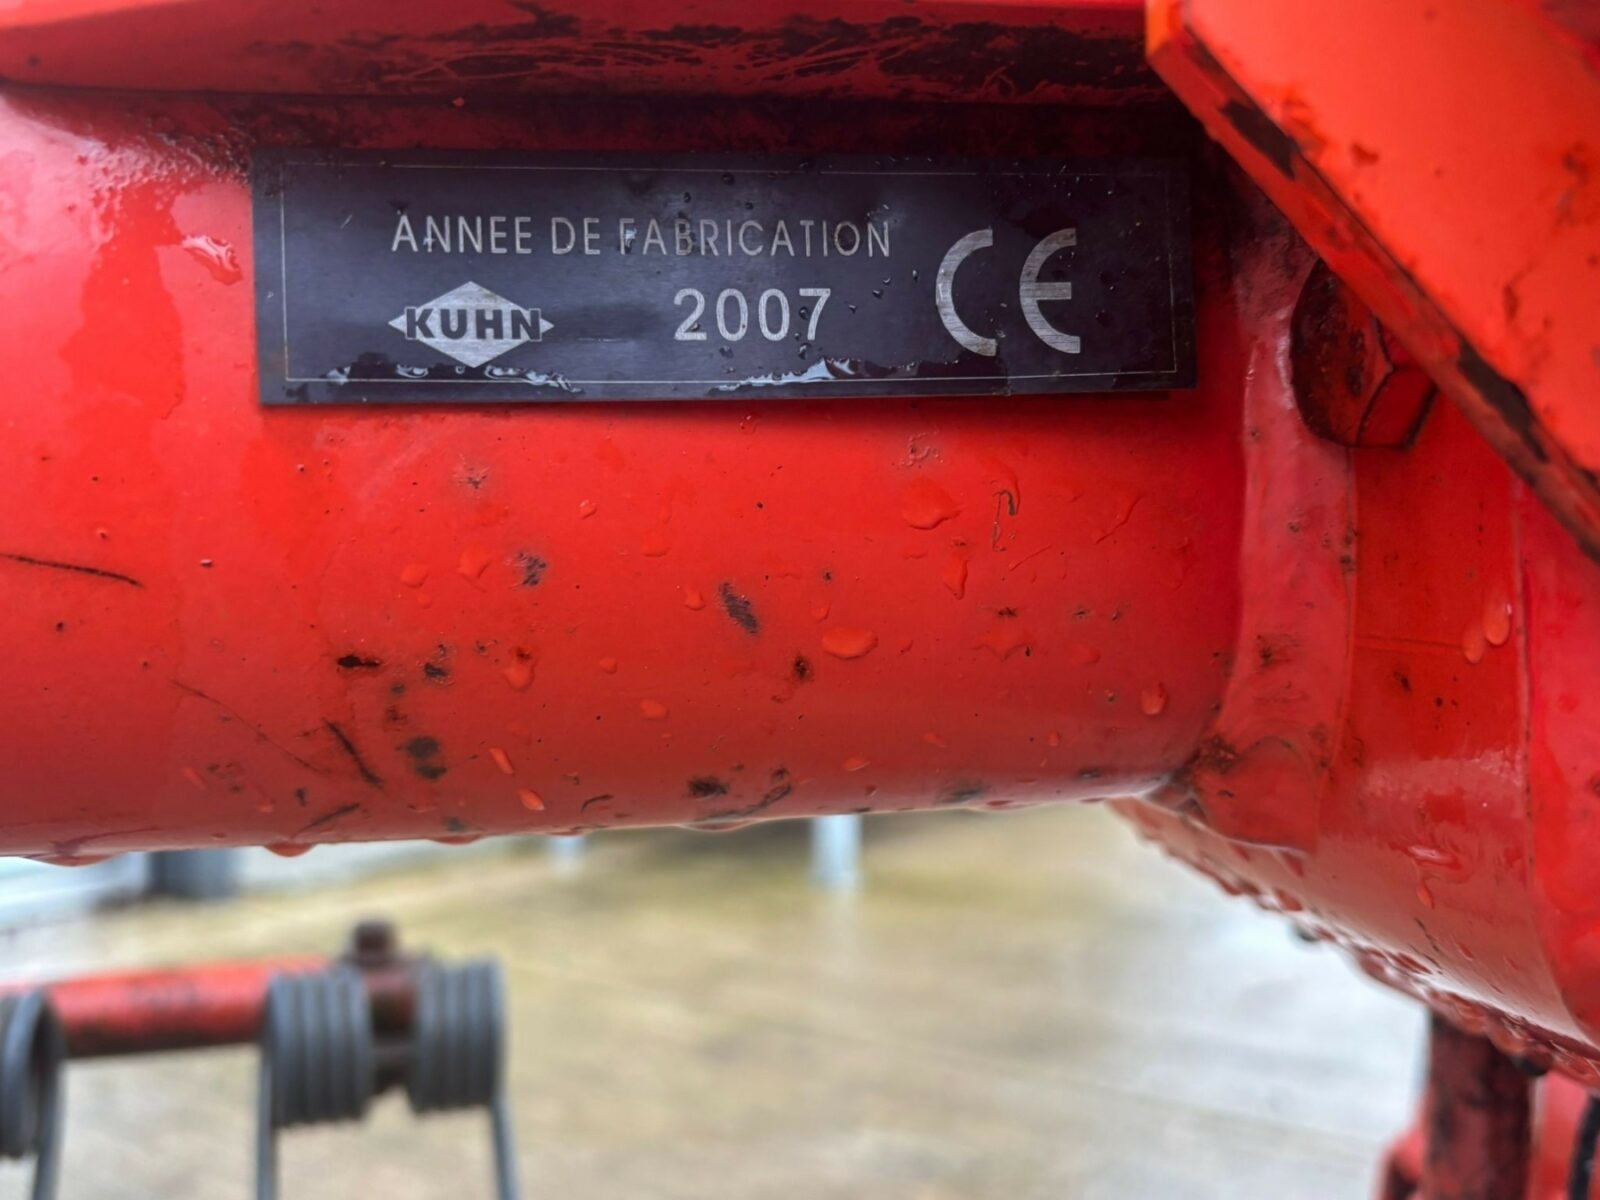 ANNEE DE FABRICATION
KUHN 2007 CE